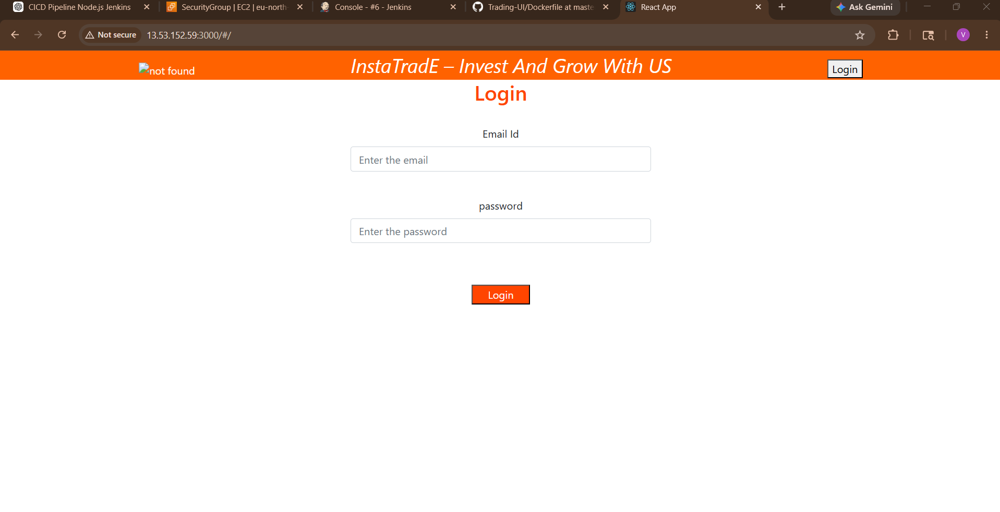 CICD Pipeline Node.js Jenkins
SecurityGroup | EC2 | eu-north-
Console - #6 - Jenkins
Trading-UI/Dockerfile at maste
React App
Ask Gemini
Not secure
13.53.152.59:3000/#/
V
not found
InstaTradE – Invest And Grow With US
Login
Login
Email Id
Enter the email
password
Enter the password
Login